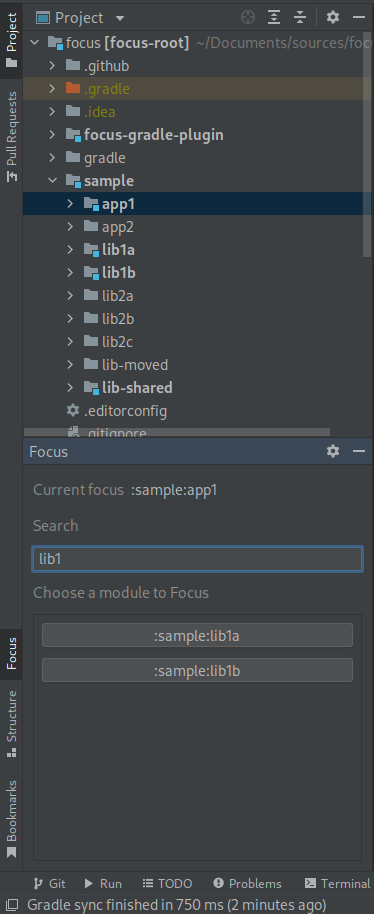 Project
Project
Pull Requests
focus [focus-root] ~/Documents/sources/foc
.github
.gradle
.idea
focus-gradle-plugin
gradle
sample
app1
app2
lib1a
lib1b
lib2a
lib2b
lib2c
lib-moved
lib-shared
.editorconfig
.gitignore
Focus
Current focus :sample:app1
Search
lib1
Choose a module to Focus
:sample:lib1a
:sample:lib1b
Focus
Structure
Bookmarks
Git Run TODO Problems Terminal
Gradle sync finished in 750 ms (2 minutes ago)